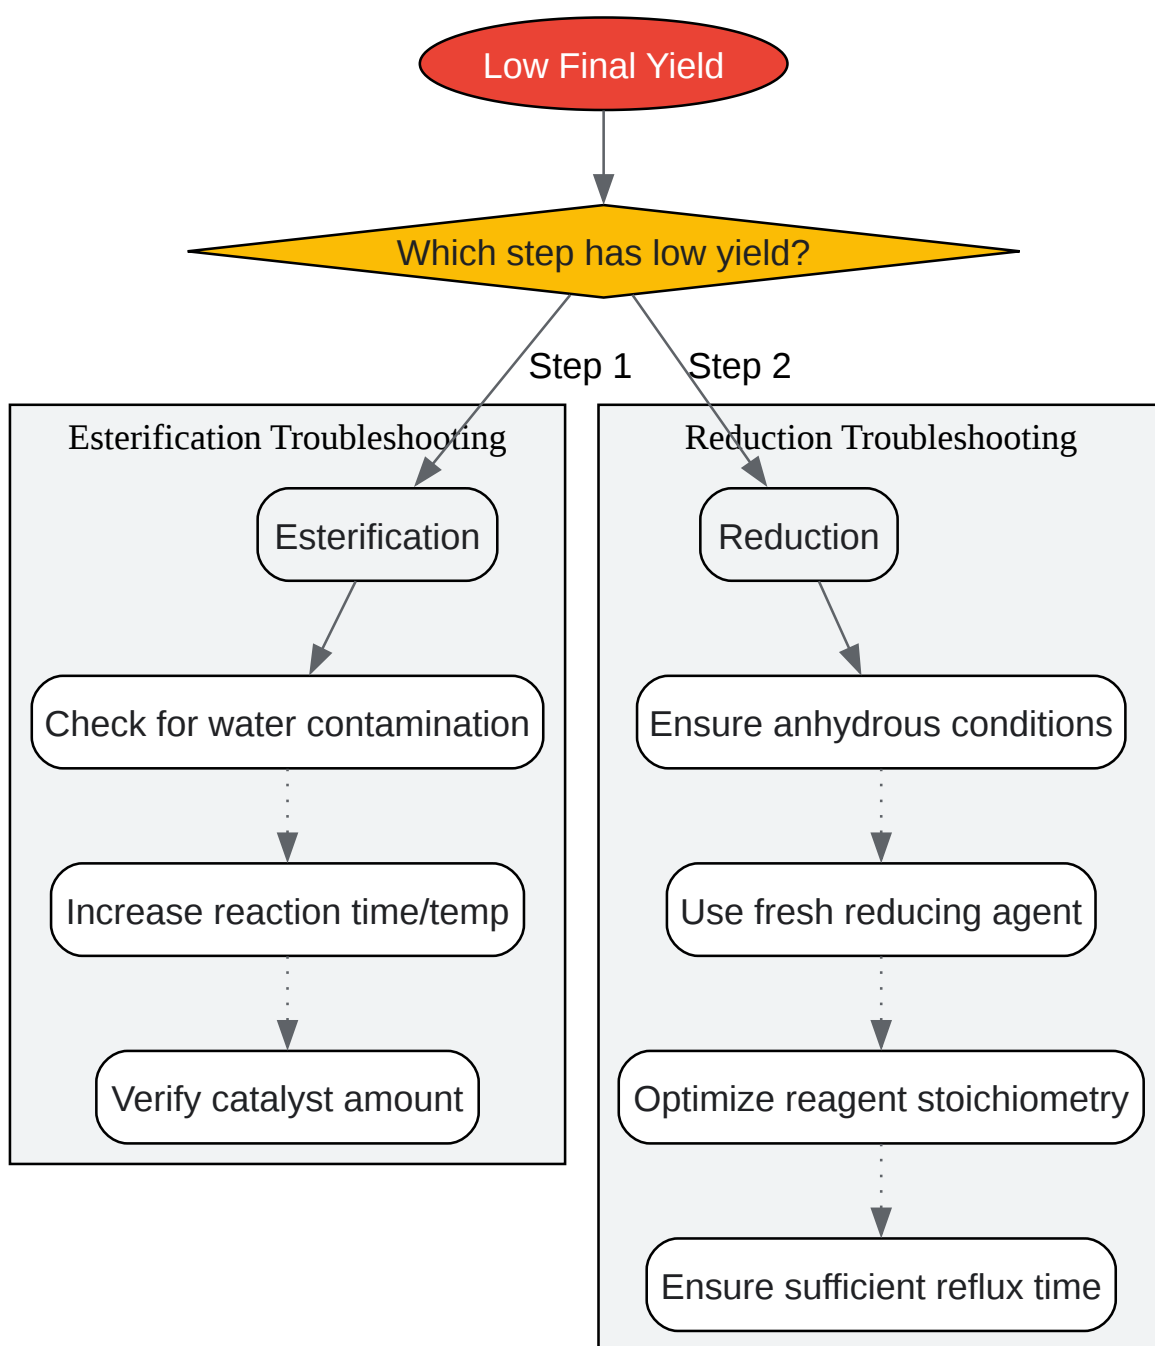 Low Final Yield
Which step has low yield?
Step 1
Step 2
Esterification Troubleshooting
Esterification
Check for water contamination
Increase reaction time/temp
Verify catalyst amount
Reduction Troubleshooting
Reduction
Ensure anhydrous conditions
Use fresh reducing agent
Optimize reagent stoichiometry
Ensure sufficient reflux time